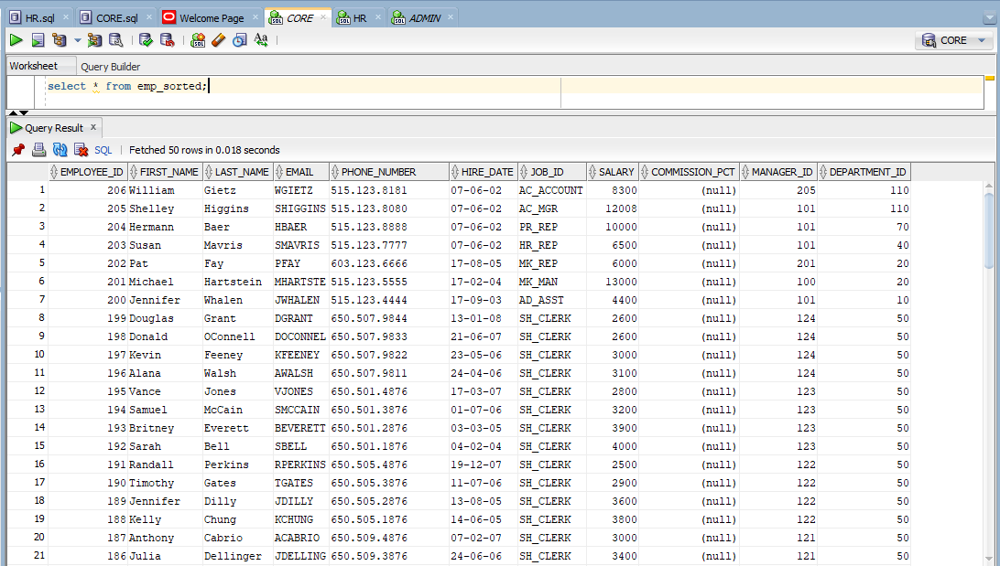 HR.sql × CORE.sql × Welcome Page × CORE × HR × ADMIN ×
CORE
Worksheet Query Builder
select * from emp_sorted;
Query Result ×
SQL | Fetched 50 rows in 0.018 seconds
EMPLOYEE_ID FIRST_NAME LAST_NAME EMAIL PHONE_NUMBER HIRE_DATE JOB_ID SALARY COMMISSION_PCT MANAGER_ID DEPARTMENT_ID
1 206 William Gietz WGIETZ 515.123.8181 07-06-02 AC_ACCOUNT 8300 (null) 205 110
2 205 Shelley Higgins SHIGGINS 515.123.8080 07-06-02 AC_MGR 12008 (null) 101 110
3 204 Hermann Baer HBAER 515.123.8888 07-06-02 PR_REP 10000 (null) 101 70
4 203 Susan Mavris SMAVRIS 515.123.7777 07-06-02 HR_REP 6500 (null) 101 40
5 202 Pat Fay PFAY 603.123.6666 17-08-05 MK_REP 6000 (null) 201 20
6 201 Michael Hartstein MHARTSTE 515.123.5555 17-02-04 MK_MAN 13000 (null) 100 20
7 200 Jennifer Whalen JWHALEN 515.123.4444 17-09-03 AD_ASST 4400 (null) 101 10
8 199 Douglas Grant DGRANT 650.507.9844 13-01-08 SH_CLERK 2600 (null) 124 50
9 198 Donald OConnell DOCONNEL 650.507.9833 21-06-07 SH_CLERK 2600 (null) 124 50
10 197 Kevin Feeney KFEENEY 650.507.9822 23-05-06 SH_CLERK 3000 (null) 124 50
11 196 Alana Walsh AWALSH 650.507.9811 24-04-06 SH_CLERK 3100 (null) 124 50
12 195 Vance Jones VJONES 650.501.4876 17-03-07 SH_CLERK 2800 (null) 123 50
13 194 Samuel McCain SMCCAIN 650.501.3876 01-07-06 SH_CLERK 3200 (null) 123 50
14 193 Britney Everett BEVERETT 650.501.2876 03-03-05 SH_CLERK 3900 (null) 123 50
15 192 Sarah Bell SBELL 650.501.1876 04-02-04 SH_CLERK 4000 (null) 123 50
16 191 Randall Perkins RPERKINS 650.505.4876 19-12-07 SH_CLERK 2500 (null) 122 50
17 190 Timothy Gates TGATES 650.505.3876 11-07-06 SH_CLERK 2900 (null) 122 50
18 189 Jennifer Dilly JDILLY 650.505.2876 13-08-05 SH_CLERK 3600 (null) 122 50
19 188 Kelly Chung KCHUNG 650.505.1876 14-06-05 SH_CLERK 3800 (null) 122 50
20 187 Anthony Cabrio ACABRIO 650.509.4876 07-02-07 SH_CLERK 3000 (null) 121 50
21 186 Julia Dellinger JDELLING 650.509.3876 24-06-06 SH_CLERK 3400 (null) 121 50